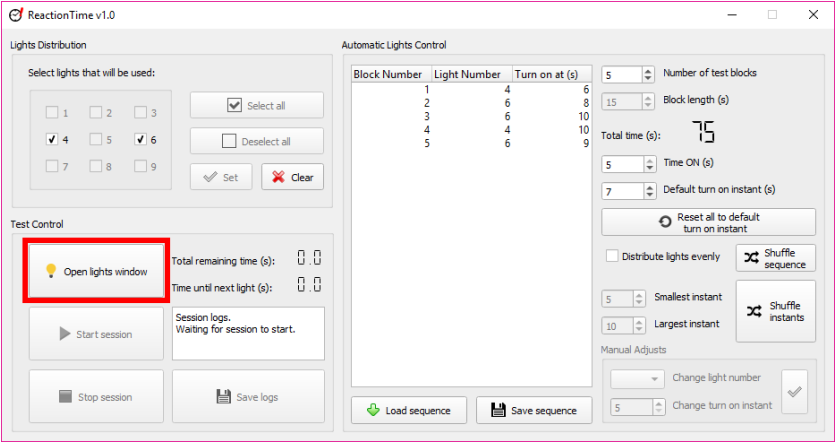 ReactionTime v1.0
Lights Distribution
Select lights that will be used:
1 2 3
4 5 6
7 8 9
Select all
Deselect all
Set
Clear
Test Control
Open lights window
Total remaining time (s): 0.0
Time until next light (s): 0.0
Start session
Session logs.
Waiting for session to start.
Stop session
Save logs
Automatic Lights Control
Block Number Light Number Turn on at (s)
1 4 6
2 6 8
3 6 10
4 4 10
5 6 9
Load sequence
Save sequence
5 Number of test blocks
15 Block length (s)
Total time (s): 75
5 Time ON (s)
7 Default turn on instant (s)
Reset all to default
turn on instant
Distribute lights evenly
Shuffle
sequence
5 Smallest instant
10 Largest instant
Shuffle
instants
Manual Adjusts
Change light number
5 Change turn on instant